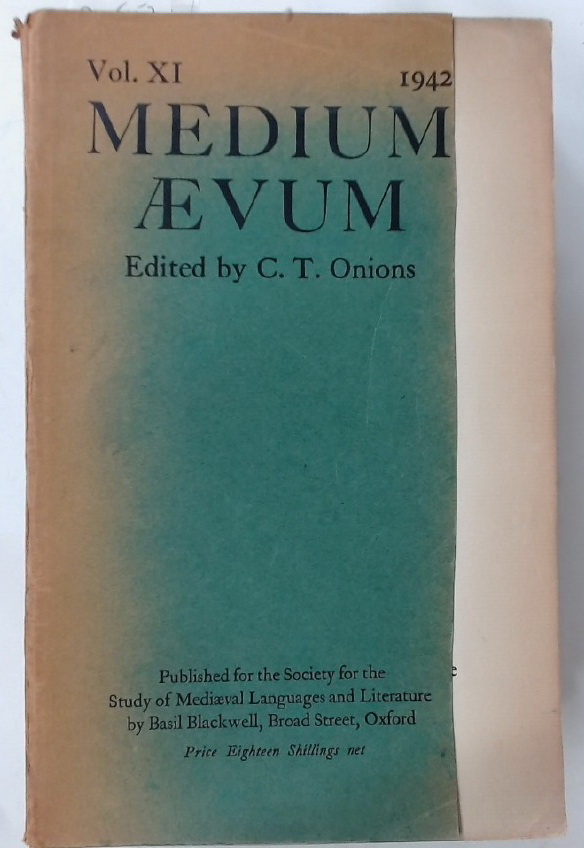 Vol. XI 1942
MEDIUM
ÆVUM
Edited by C. T. Onions
Published for the Society for the
Study of Mediæval Languages and Literature
by Basil Blackwell, Broad Street, Oxford
Price Eighteen Shillings net